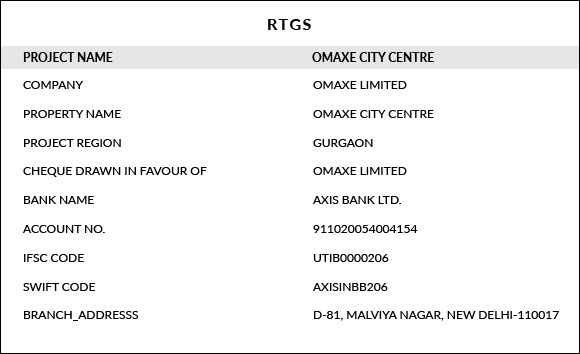 RTGS
PROJECT NAME OMAXE CITY CENTRE
COMPANY OMAXE LIMITED
PROPERTY NAME OMAXE CITY CENTRE
PROJECT REGION GURGAON
CHEQUE DRAWN IN FAVOUR OF OMAXE LIMITED
BANK NAME AXIS BANK LTD.
ACCOUNT NO. 911020054004154
IFSC CODE UTIB0000206
SWIFT CODE AXISINBB206
BRANCH_ADDRESSS D-81, MALVIYA NAGAR, NEW DELHI-110017